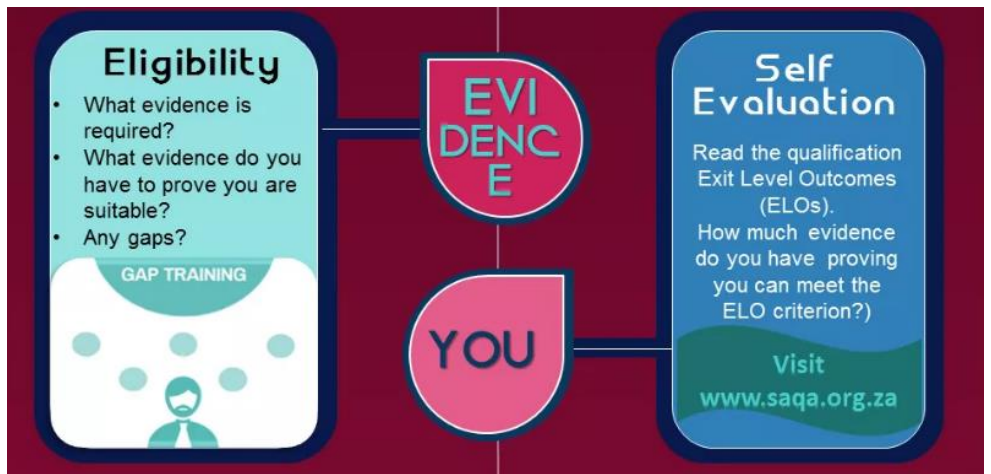 Eligibility
• What evidence is
required?
• What evidence do you
have to prove you are
suitable?
• Any gaps?
GAP TRAINING
EVI
DENC
E
YOU
Self
Evaluation
Read the qualification
Exit Level Outcomes
(ELOs).
How much evidence
do you have proving
you can meet the
ELO criterion?)
Visit
www.saqa.org.za